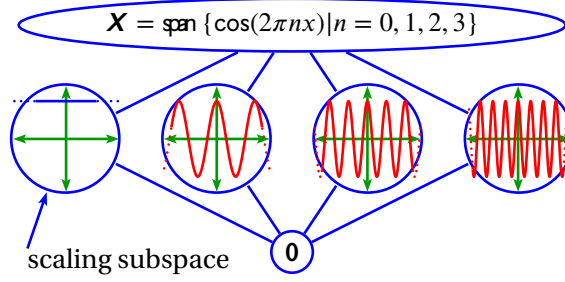 X = span {cos(2πnx)|n = 0, 1, 2, 3}
0
scaling subspace